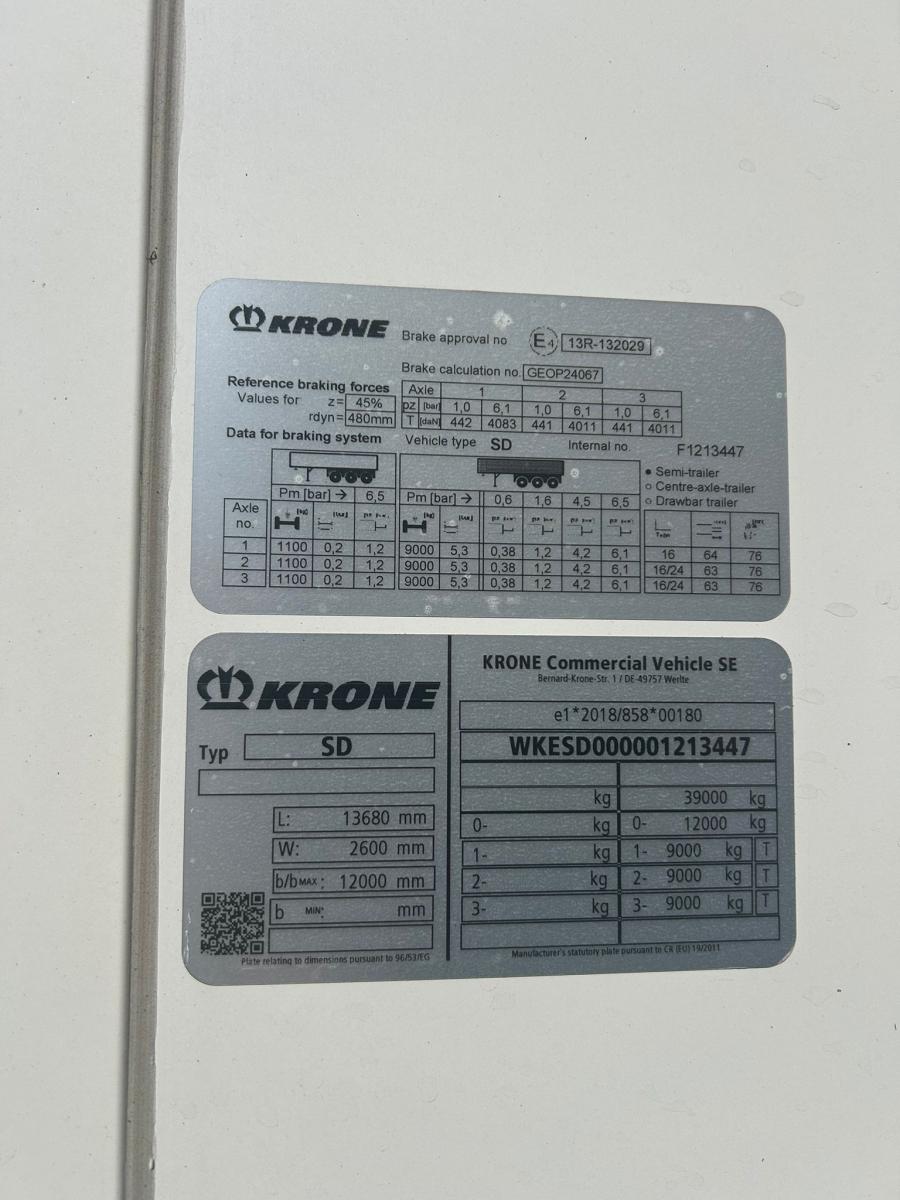 KRONE
Brake approval no E4 13R-132029
Brake calculation no. GEOP24067
Reference braking forces
Values for z= 45%
rdyn= 480mm
Axle 1 2 3
pz [bar] 1,0 6,1 1,0 6,1 1,0 6,1
T [daN] 442 4083 441 4011 441 4011
Data for braking system
Vehicle type SD Internal no. F1213447
Semi-trailer
Centre-axle-trailer
Drawbar trailer
Pm [bar] → 6,5 Pm [bar] → 0,6 1,6 4,5 6,5
Axle no.
1 1100 0,2 1,2 9000 5,3 0,38 1,2 4,2 6,1 16 64 76
2 1100 0,2 1,2 9000 5,3 0,38 1,2 4,2 6,1 16/24 63 76
3 1100 0,2 1,2 9000 5,3 0,38 1,2 4,2 6,1 16/24 63 76
KRONE
Typ SD
L: 13680 mm
W: 2600 mm
b/b MAX: 12000 mm
b MIN: mm
Plate relating to dimensions pursuant to 96/53/EG
KRONE Commercial Vehicle SE
Bernard-Krone-Str. 1 / DE-49757 Werlte
e1*2018/858*00180
WKESD000001213447
kg 39000 kg
0- kg 0- 12000 kg
1- kg 1- 9000 kg T
2- kg 2- 9000 kg T
3- kg 3- 9000 kg T
Manufacturer's statutory plate pursuant to CR (EU) 19/2011